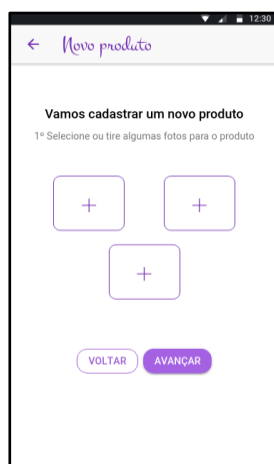 12:30
Novo produto
Vamos cadastrar um novo produto
1º Selecione ou tire algumas fotos para o produto
VOLTAR AVANÇAR